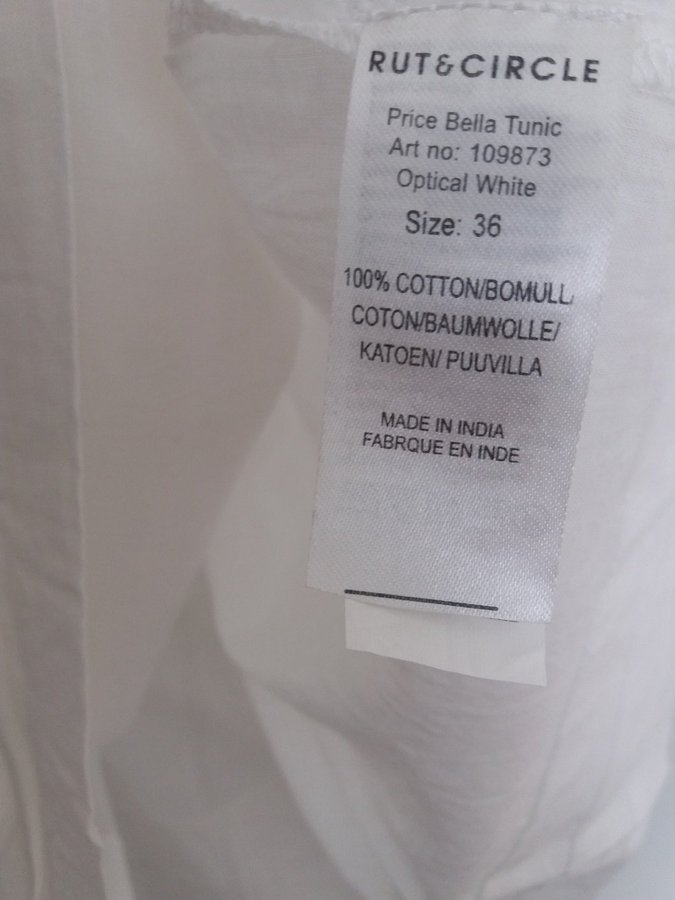 RUT&CIRCLE
Price Bella Tunic
Art no: 109873
Optical White
Size: 36
100% COTTON/BOMULL/
COTON/BAUMWOLLE/
KATOEN/ PUUVILLA
MADE IN INDIA
FABRQUE EN INDE